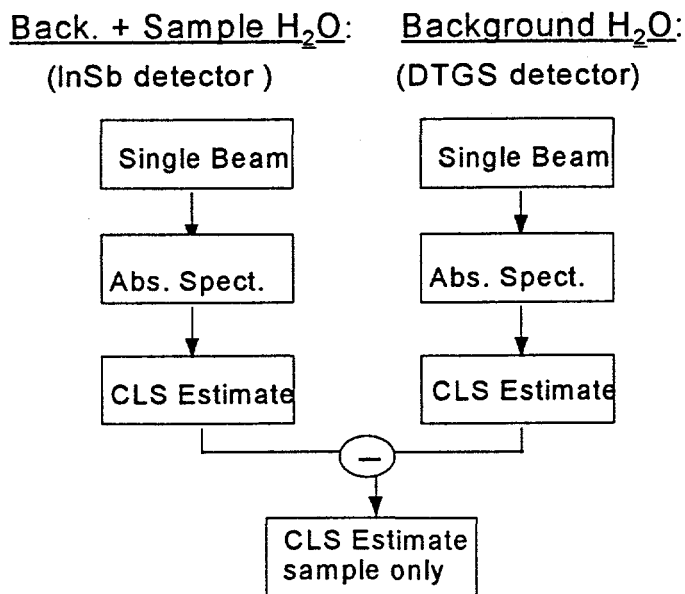 Back. + Sample H₂O:
(InSb detector )
Single Beam
Abs. Spect.
CLS Estimate
Background H₂O:
(DTGS detector)
Single Beam
Abs. Spect.
CLS Estimate
−
CLS Estimate
sample only